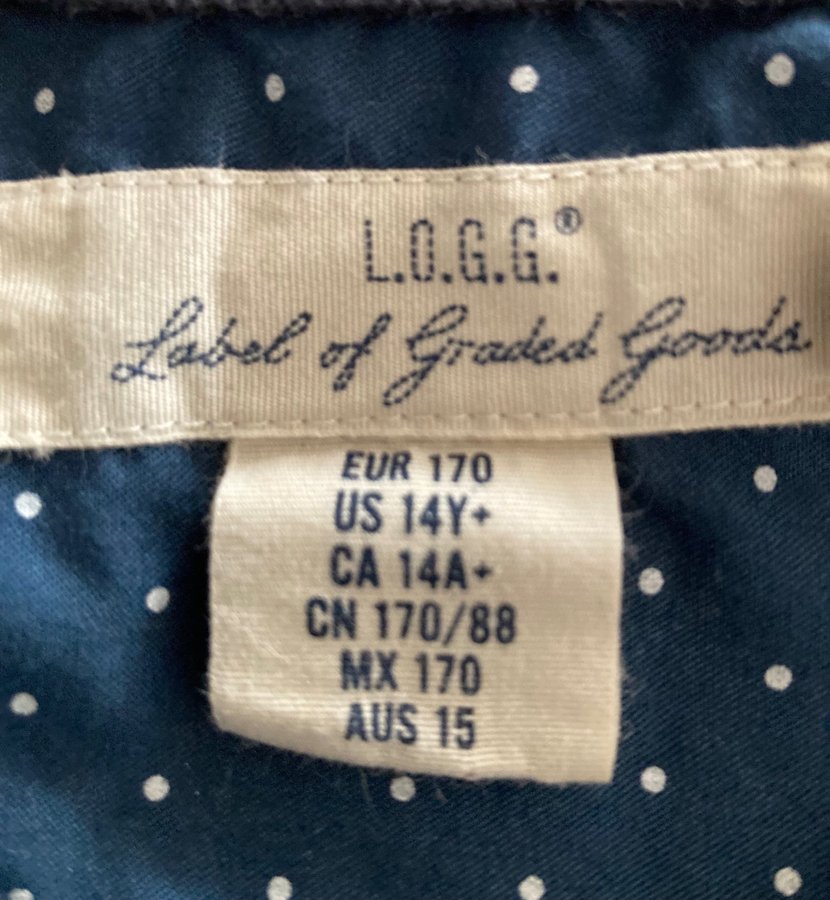 L.O.G.G.®
Label of Graded Goods
EUR 170
US 14Y+
CA 14A+
CN 170/88
MX 170
AUS 15